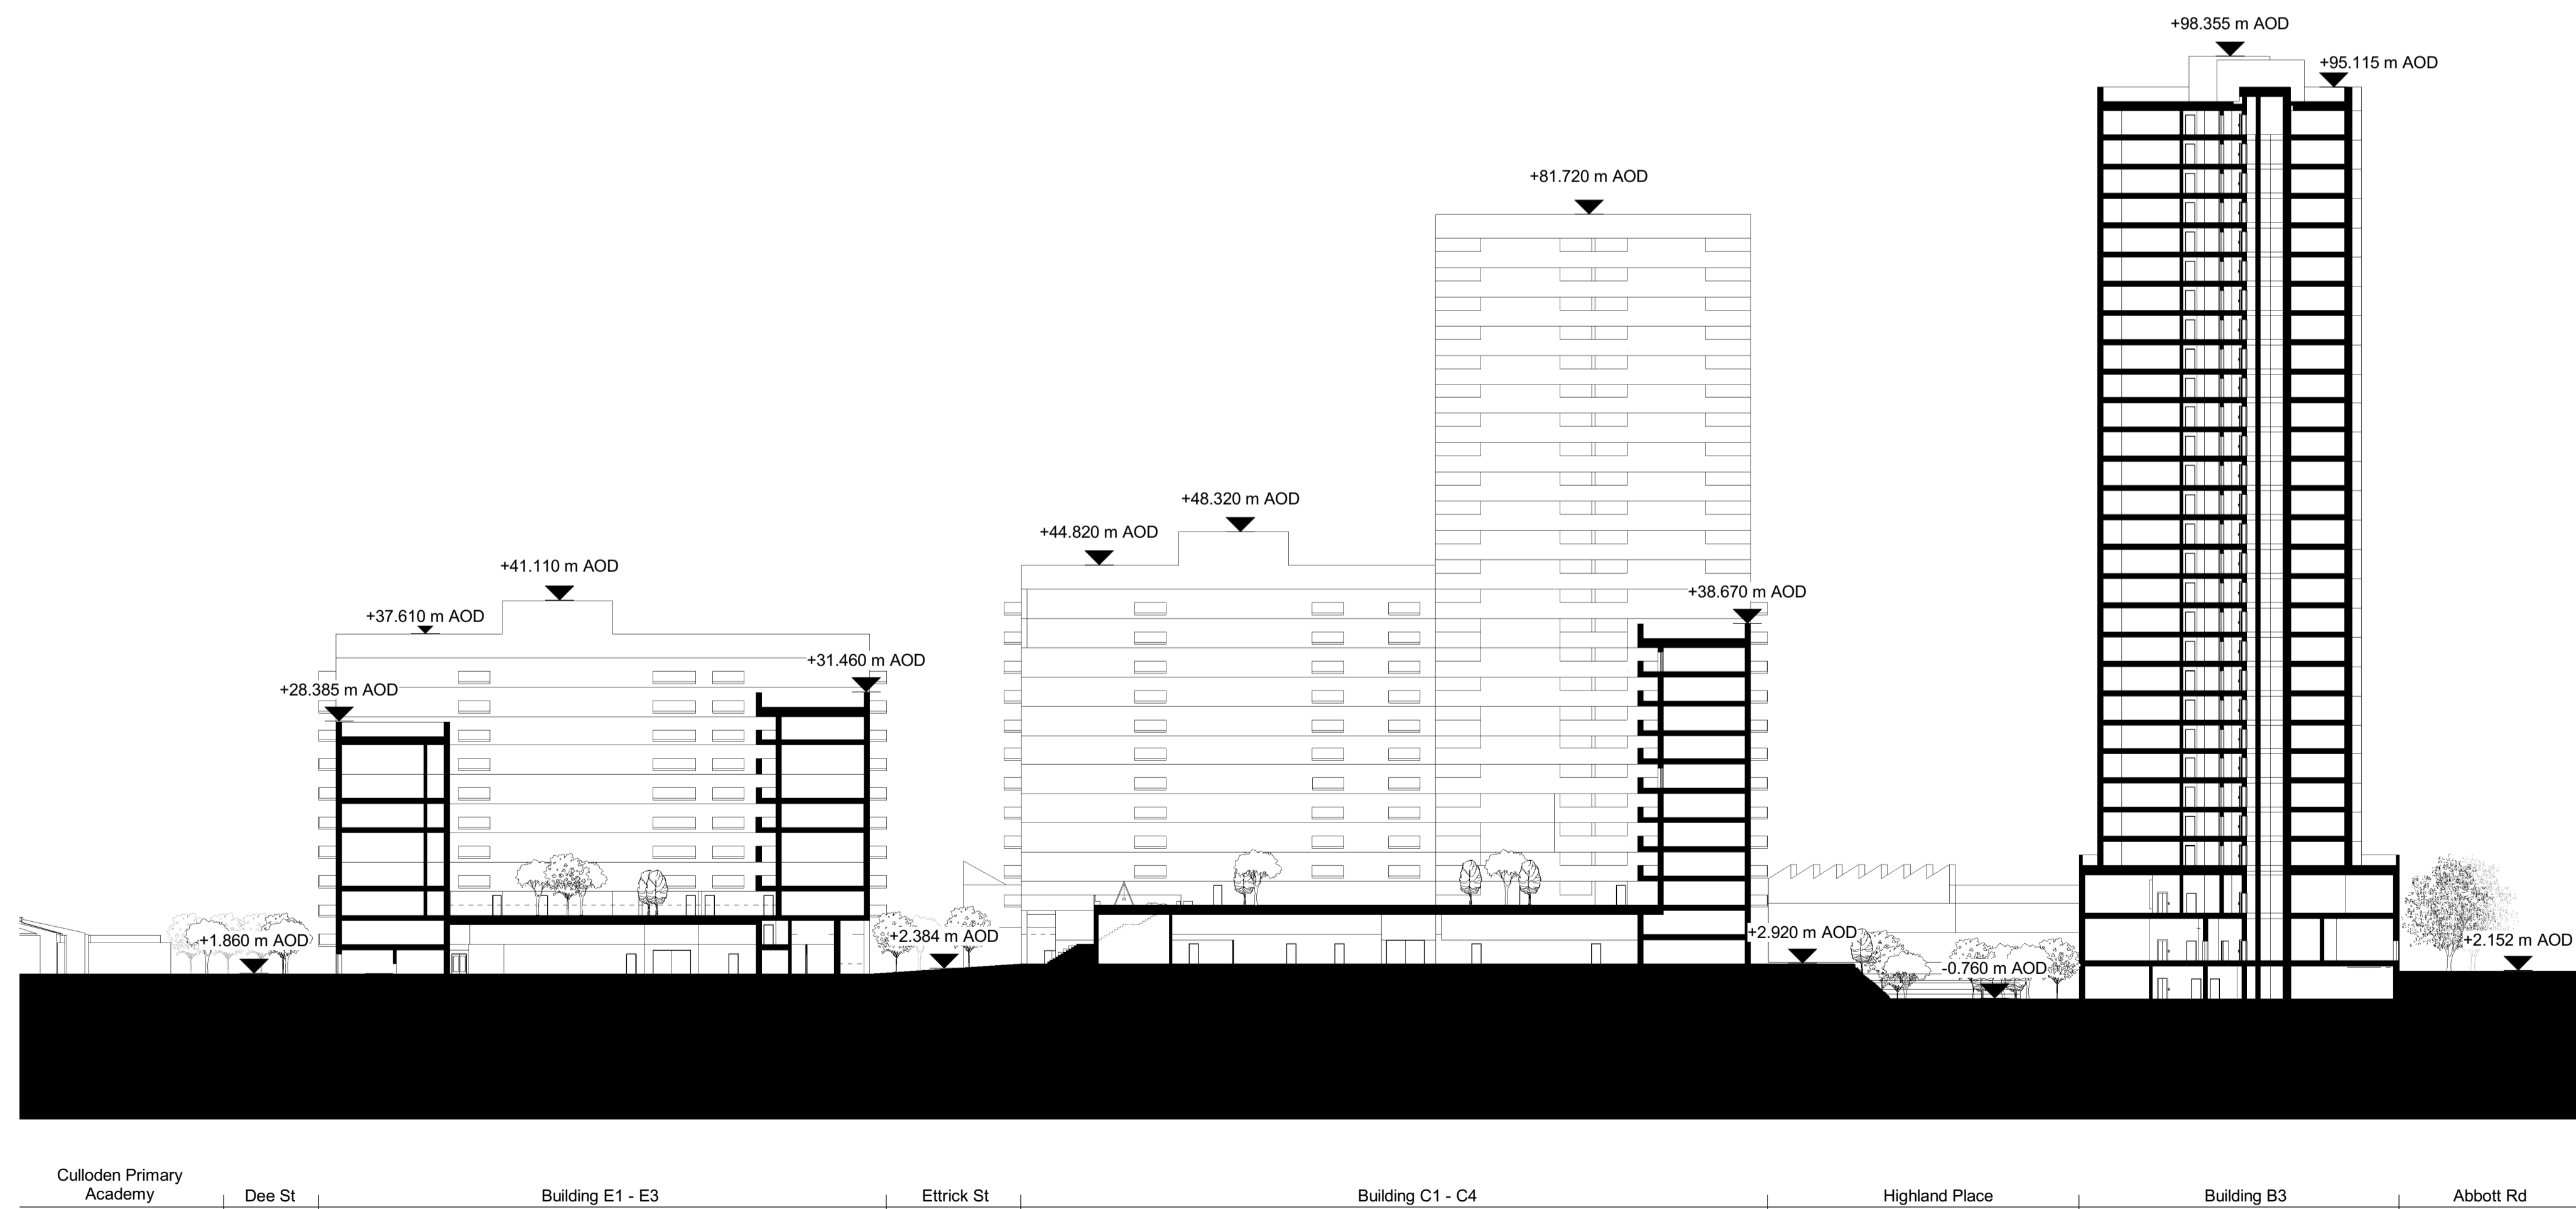 +98.355 m AOD
+95.115 m AOD
+81.720 m AOD
+48.320 m AOD
+44.820 m AOD
+41.110 m AOD
+38.670 m AOD
+37.610 m AOD
+31.460 m AOD
+28.385 m AOD
+1.860 m AOD
+2.384 m AOD
+2.920 m AOD
-0.760 m AOD
+2.152 m AOD
Culloden Primary
Academy
Dee St
Building E1 - E3
Ettrick St
Building C1 - C4
Highland Place
Building B3
Abbott Rd